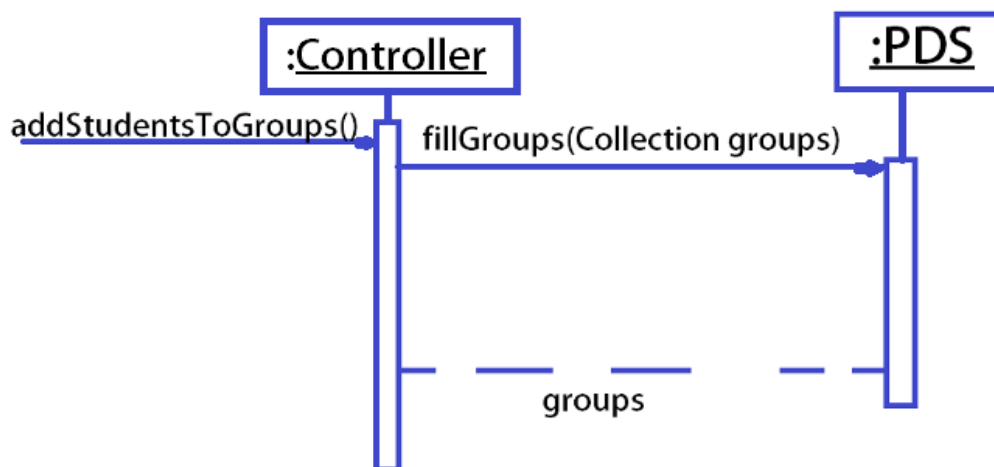 :Controller
:PDS
addStudentsToGroups()
fillGroups(Collection groups)
groups